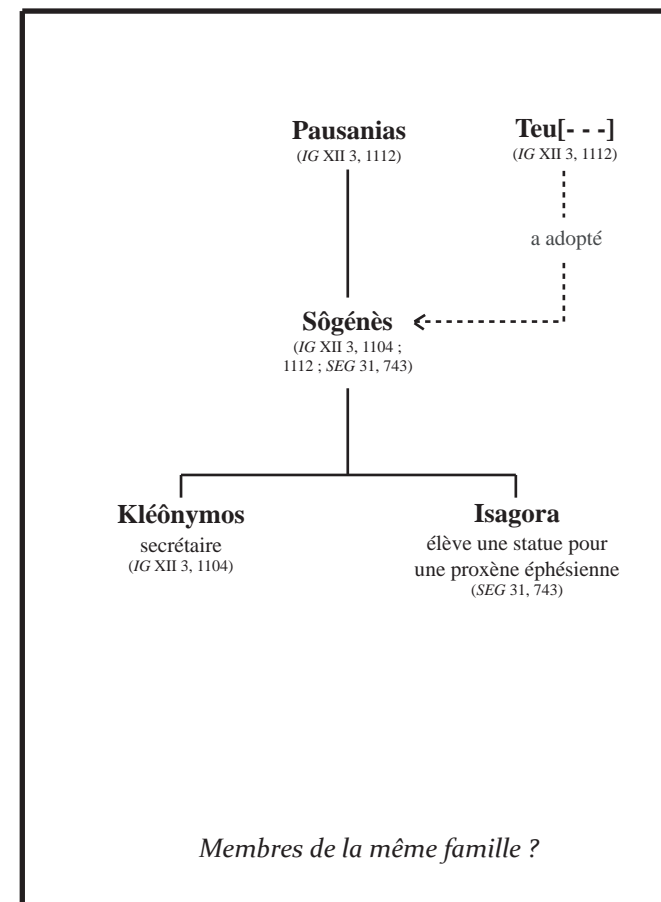 Pausanias
(IG XII 3, 1112)
Teu[- - -]
(IG XII 3, 1112)
a adopté
Sôgénès
(IG XII 3, 1104 ;
1112 ; SEG 31, 743)
Kléônymos
secrétaire
(IG XII 3, 1104)
Isagora
élève une statue pour
une proxène éphésienne
(SEG 31, 743)
Membres de la même famille ?